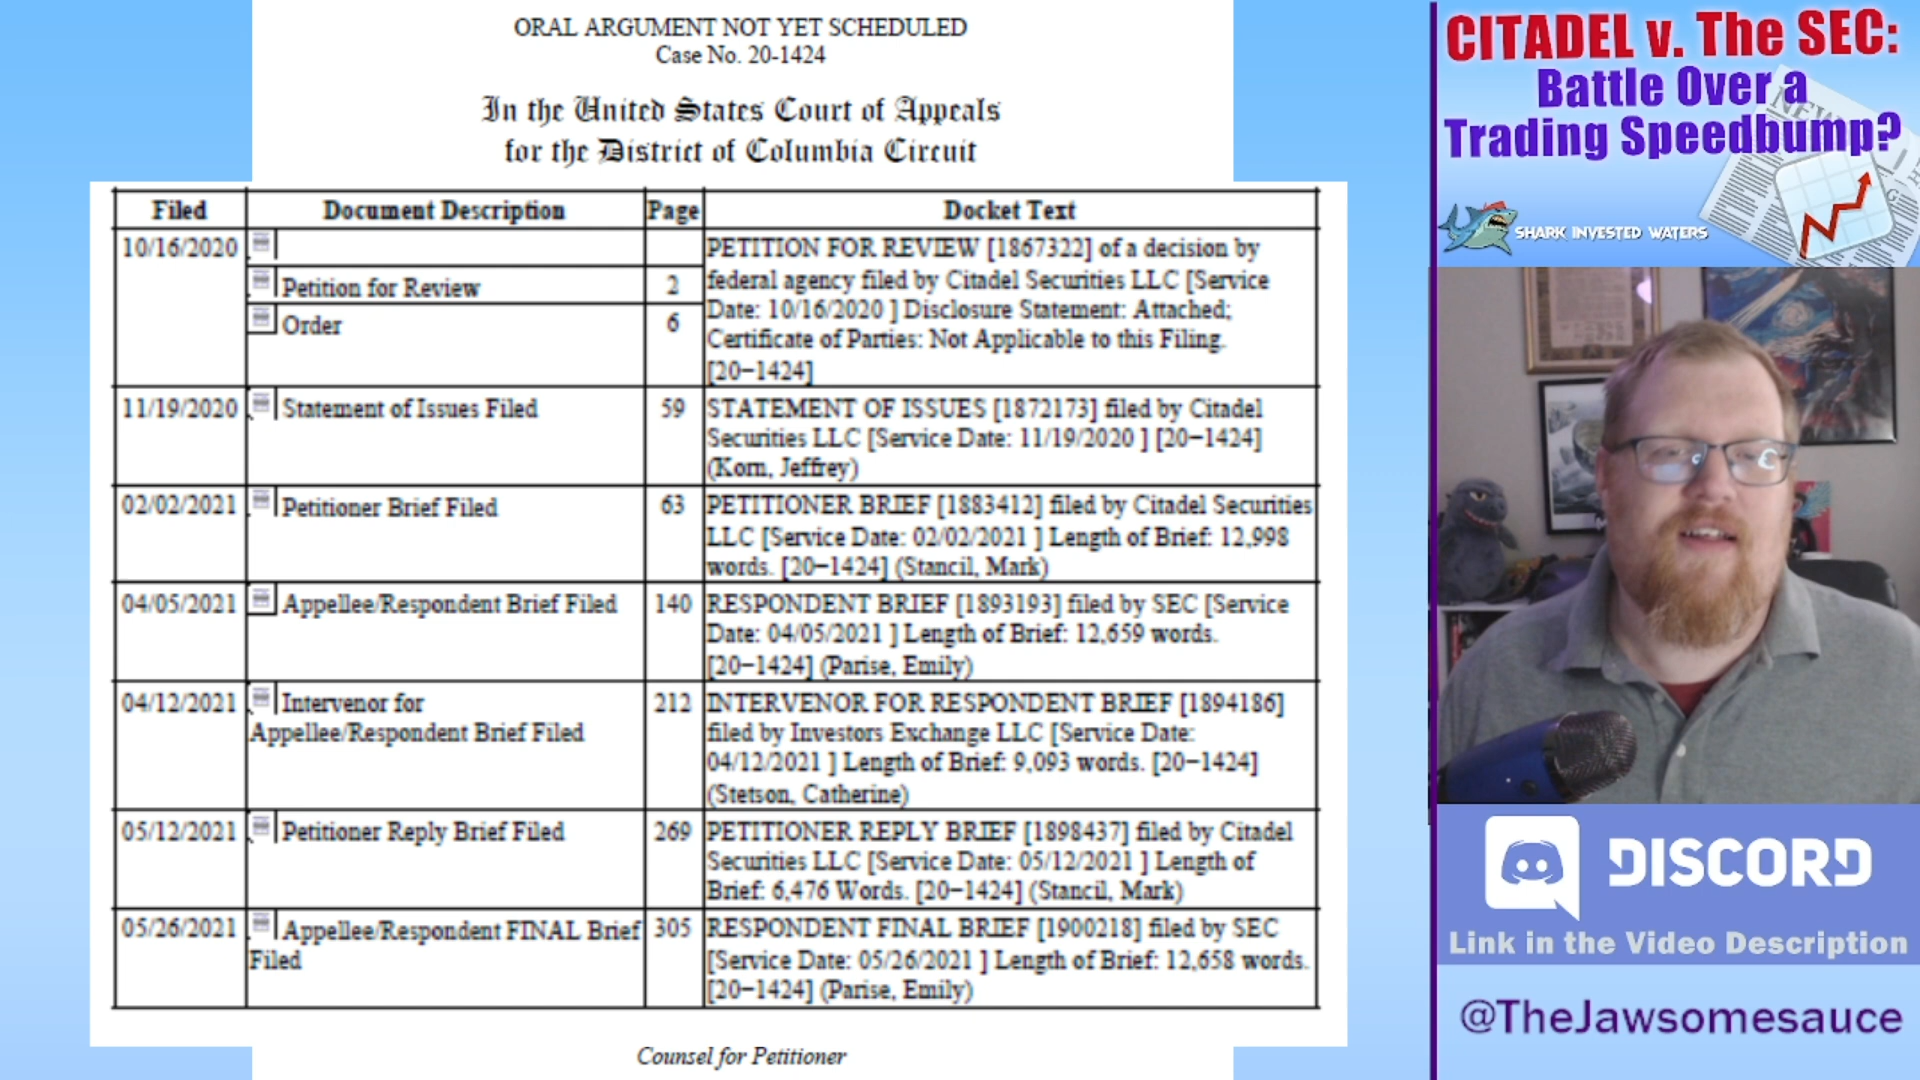 ORAL ARGUMENT NOT YET SCHEDULED
Case No. 20-1424
In the United States Court of Appeals
for the District of Columbia Circuit
Filed Document Description Page Docket Text
10/16/2020
Petition for Review 2
Order 6
PETITION FOR REVIEW [1867322] of a decision by
federal agency filed by Citadel Securities LLC [Service
Date: 10/16/2020 ] Disclosure Statement: Attached;
Certificate of Parties: Not Applicable to this Filing.
[20−1424]
11/19/2020 Statement of Issues Filed 59 STATEMENT OF ISSUES [1872173] filed by Citadel
Securities LLC [Service Date: 11/19/2020 ] [20−1424]
(Korn, Jeffrey)
02/02/2021 Petitioner Brief Filed 63 PETITIONER BRIEF [1883412] filed by Citadel Securities
LLC [Service Date: 02/02/2021 ] Length of Brief: 12,998
words. [20−1424] (Stancil, Mark)
04/05/2021 Appellee/Respondent Brief Filed 140 RESPONDENT BRIEF [1893193] filed by SEC [Service
Date: 04/05/2021 ] Length of Brief: 12,659 words.
[20−1424] (Parise, Emily)
04/12/2021 Intervenor for
Appellee/Respondent Brief Filed
212 INTERVENOR FOR RESPONDENT BRIEF [1894186]
filed by Investors Exchange LLC [Service Date:
04/12/2021 ] Length of Brief: 9,093 words. [20−1424]
(Stetson, Catherine)
05/12/2021 Petitioner Reply Brief Filed 269 PETITIONER REPLY BRIEF [1898437] filed by Citadel
Securities LLC [Service Date: 05/12/2021 ] Length of
Brief: 6,476 Words. [20−1424] (Stancil, Mark)
05/26/2021 Appellee/Respondent FINAL Brief
Filed
305 RESPONDENT FINAL BRIEF [1900218] filed by SEC
[Service Date: 05/26/2021 ] Length of Brief: 12,658 words.
[20−1424] (Parise, Emily)
Counsel for Petitioner
CITADEL v. The SEC:
Battle Over a
Trading Speedbump?
SHARK INVESTED WATERS
DISCORD
Link in the Video Description
@TheJawsomesauce